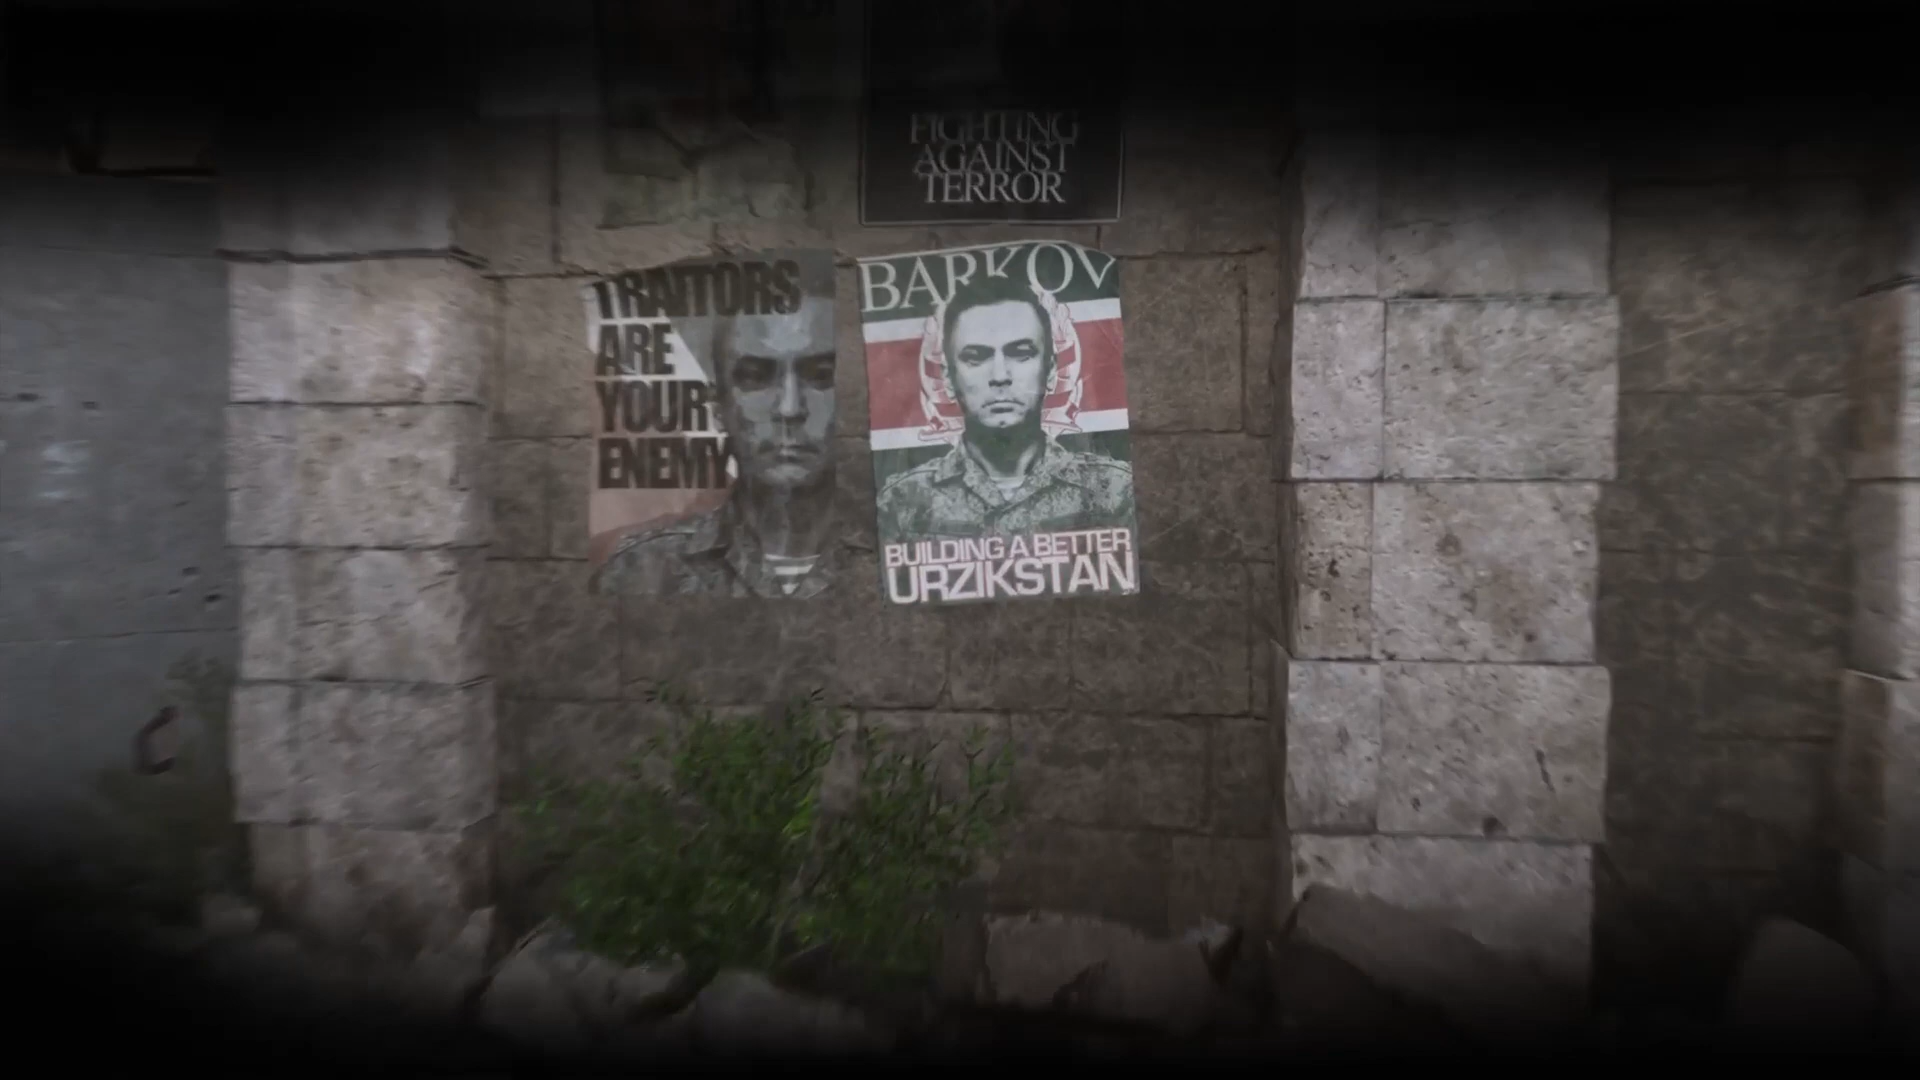 FIGHTING
AGAINST
TERROR
TRAITORS
ARE
YOUR
ENEMY
BARKOV
BUILDING A BETTER
URZIKSTAN